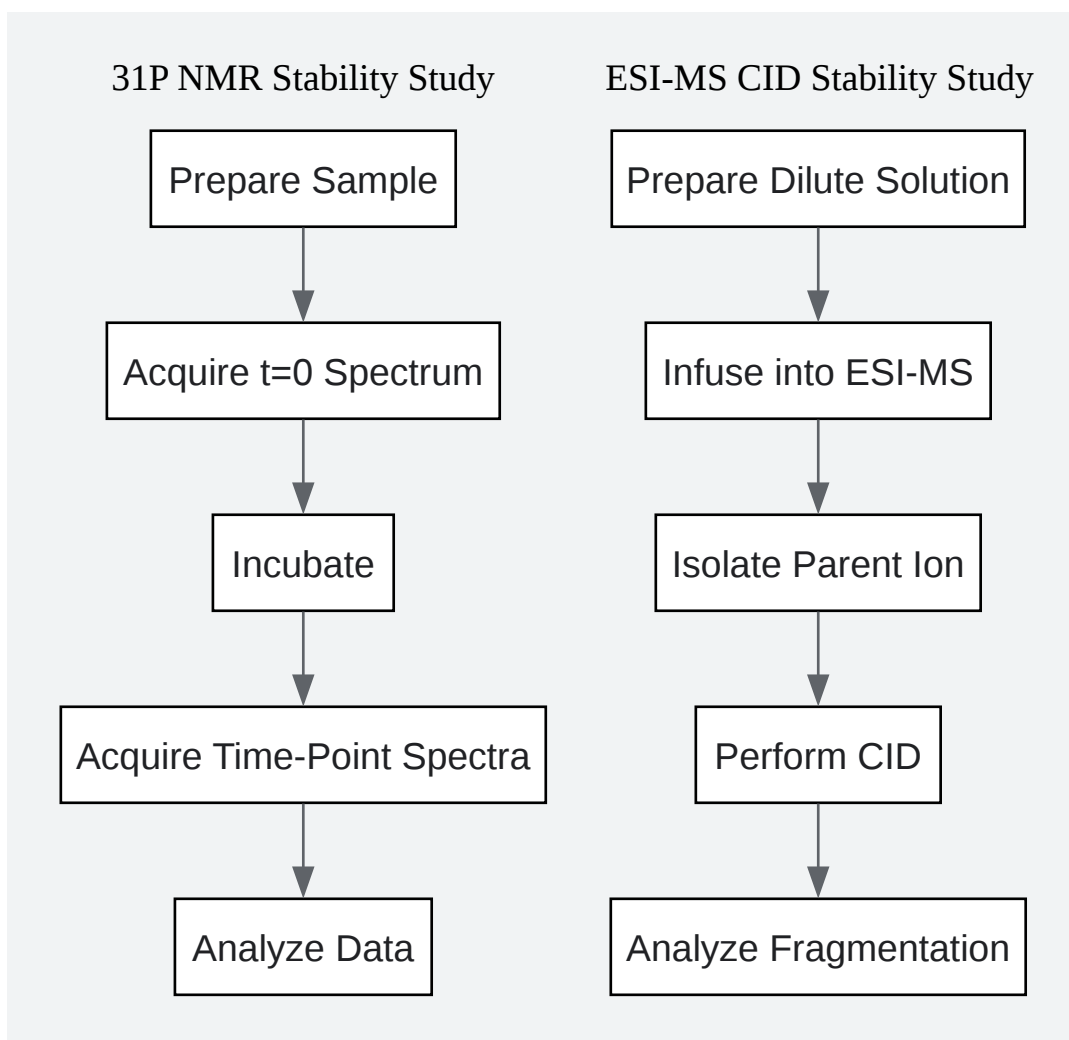 31P NMR Stability Study
Prepare Sample
Acquire t=0 Spectrum
Incubate
Acquire Time-Point Spectra
Analyze Data
ESI-MS CID Stability Study
Prepare Dilute Solution
Infuse into ESI-MS
Isolate Parent Ion
Perform CID
Analyze Fragmentation